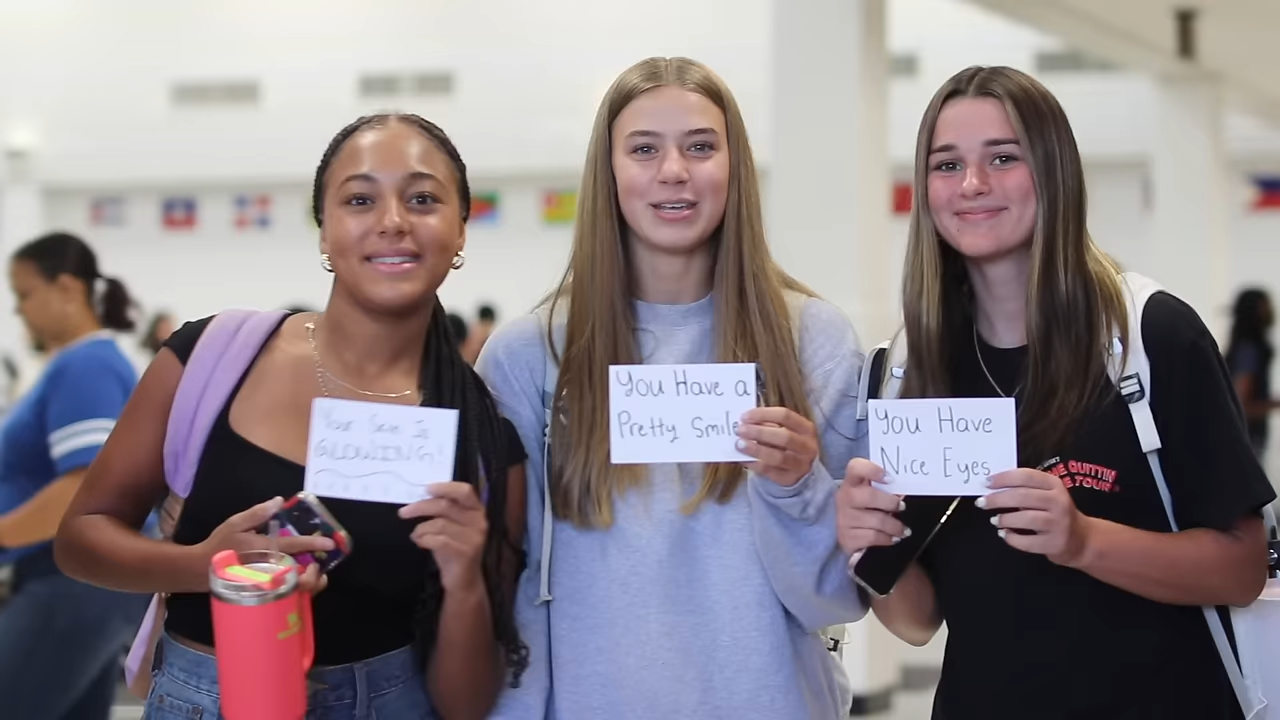 Your Skin Is
GLOWING!
You Have a
Pretty Smile
You Have
Nice Eyes
QUITTIN
TOUR